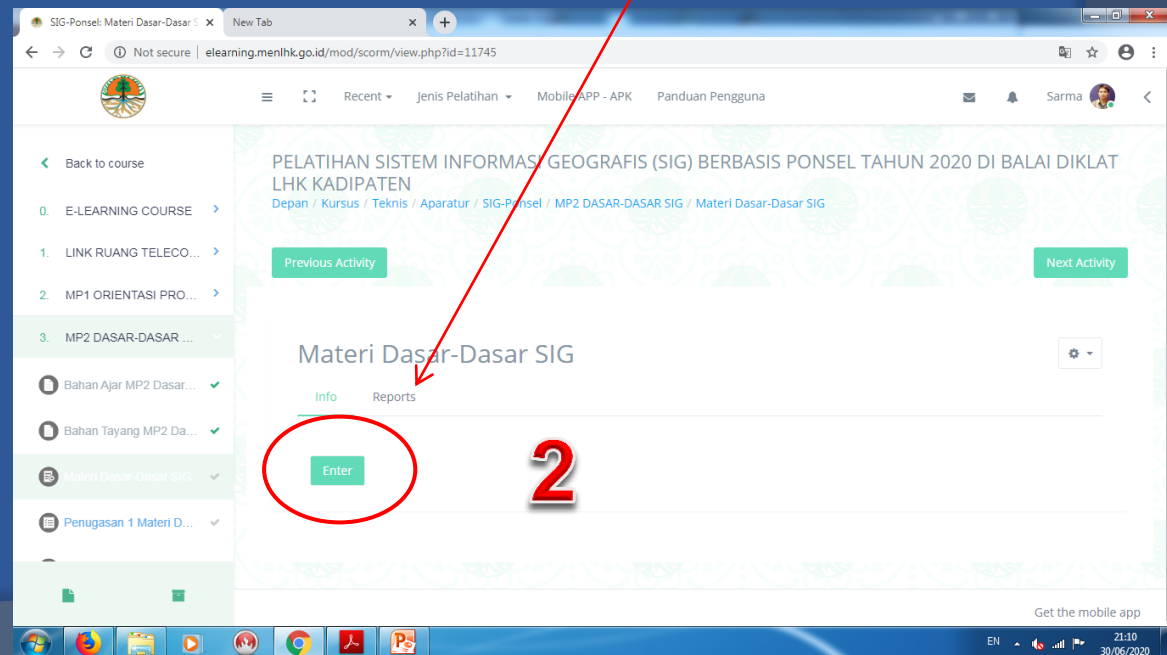 SIG-Ponsel: Materi Dasar-Dasar S
New Tab
Not secure | elearning.menlhk.go.id/mod/scorm/view.php?id=11745
Recent
Jenis Pelatihan
Mobile APP - APK
Panduan Pengguna
Sarma
Back to course
0. E-LEARNING COURSE
1. LINK RUANG TELECO...
2. MP1 ORIENTASI PRO...
3. MP2 DASAR-DASAR ...
Bahan Ajar MP2 Dasar...
Bahan Tayang MP2 Da...
Materi Dasar-Dasar SIG
Penugasan 1 Materi D...
PELATIHAN SISTEM INFORMASI GEOGRAFIS (SIG) BERBASIS PONSEL TAHUN 2020 DI BALAI DIKLAT
LHK KADIPATEN
Depan / Kursus / Teknis / Aparatur / SIG-Ponsel / MP2 DASAR-DASAR SIG / Materi Dasar-Dasar SIG
Previous Activity
Next Activity
Materi Dasar-Dasar SIG
Info
Reports
Enter
2
Get the mobile app
EN
21:10
30/06/2020